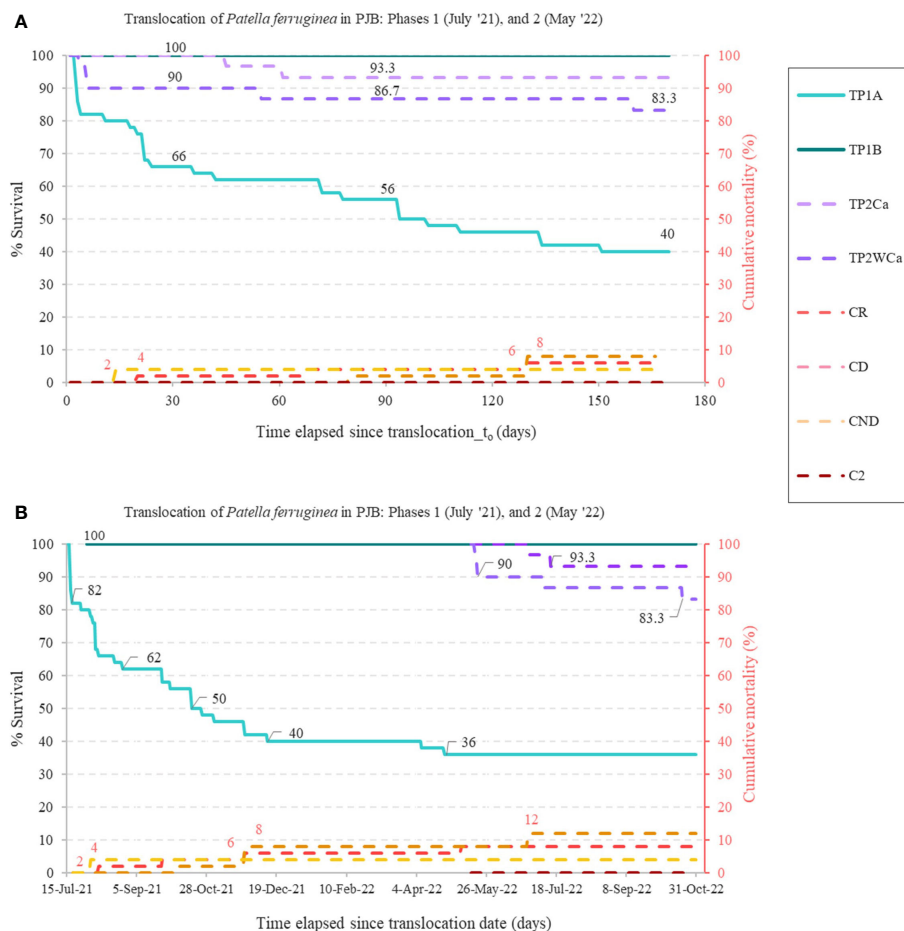 A
Translocation of Patella ferruginea in PJB: Phases 1 (July '21), and 2 (May '22)
% Survival
Cumulative mortality (%)
100
90
80
70
60
50
40
30
20
10
0
100
90
80
70
60
50
40
30
20
10
0
100
93.3
90
86.7
83.3
66
56
40
2
4
6
8
0
30
60
90
120
150
180
Time elapsed since translocation_to (days)
TP1A
TP1B
TP2Ca
TP2WCa
CR
CD
CND
C2
B
Translocation of Patella ferruginea in PJB: Phases 1 (July '21), and 2 (May '22)
% Survival
Cumulative mortality (%)
100
90
80
70
60
50
40
30
20
10
0
100
90
80
70
60
50
40
30
20
10
0
100
90
93.3
82
83.3
62
50
40
36
2
4
6
8
12
15-Jul-21
5-Sep-21
28-Oct-21
19-Dec-21
10-Feb-22
4-Apr-22
26-May-22
18-Jul-22
8-Sep-22
31-Oct-22
Time elapsed since translocation date (days)